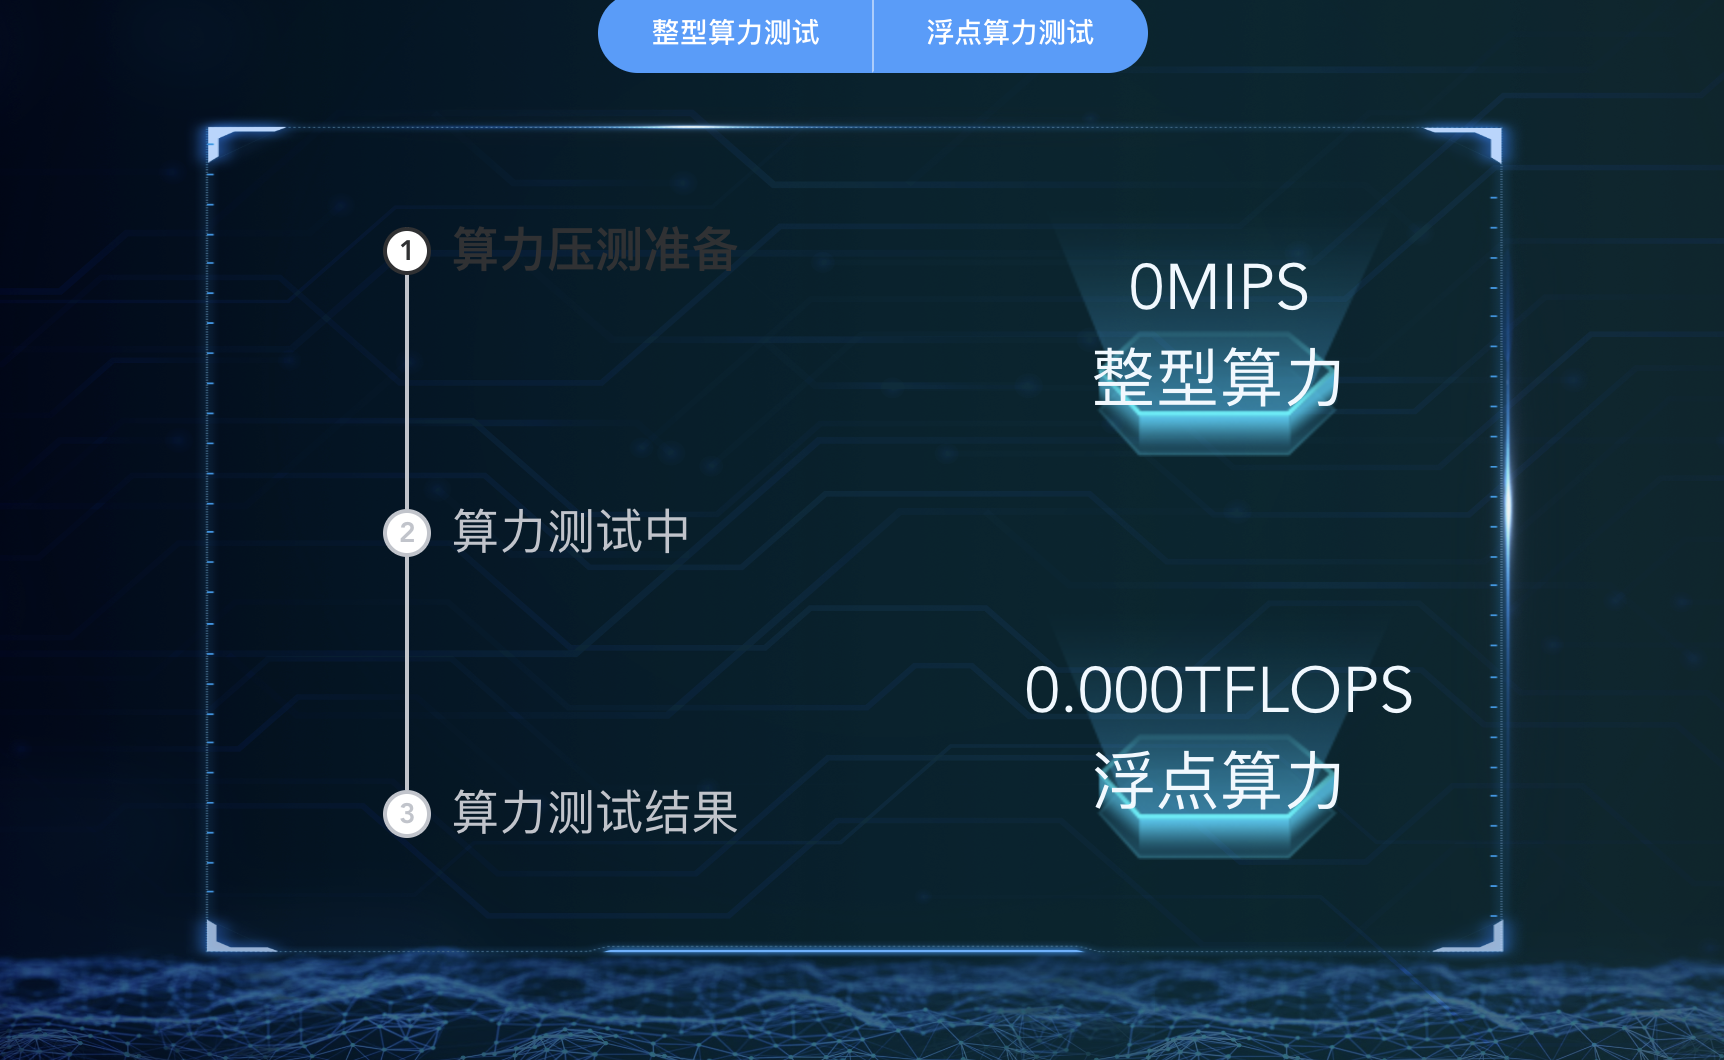 整型算力测试
浮点算力测试
1 算力压测准备
2 算力测试中
3 算力测试结果
0MIPS
整型算力
0.000TFLOPS
浮点算力